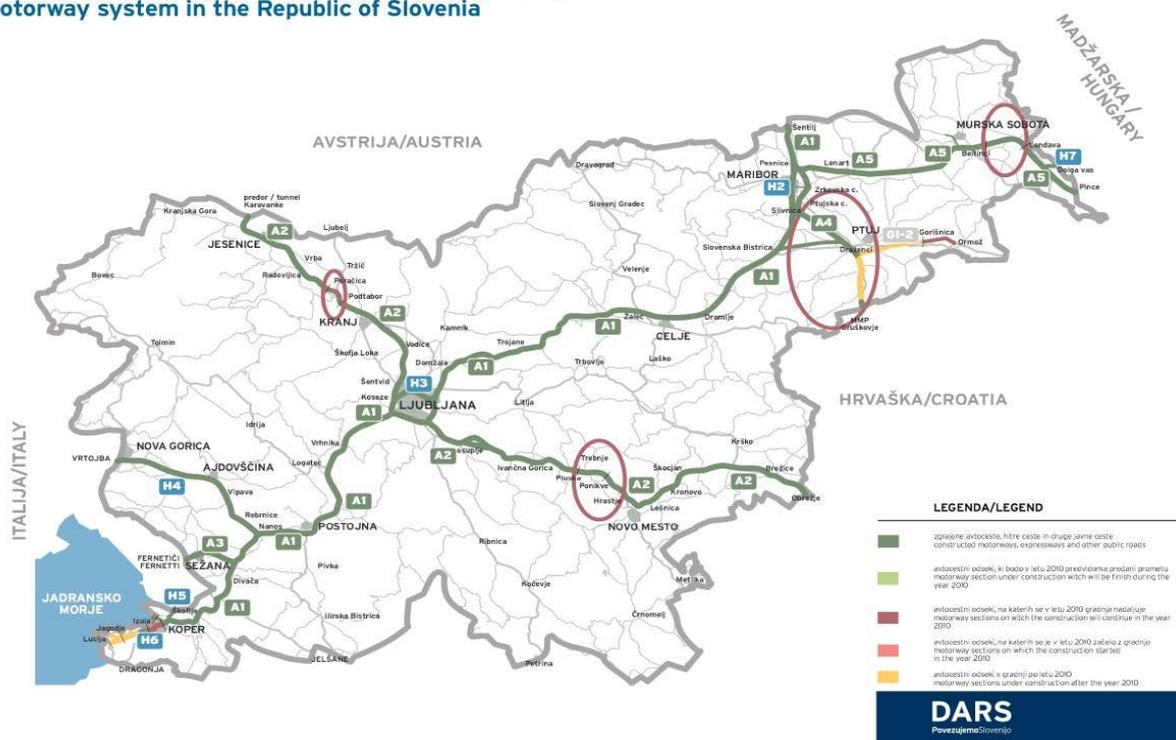 otorway system in the Republic of Slovenia
MADŽARSKA /
HUNGARY
AVSTRIJA/AUSTRIA
HRVAŠKA/CROATIA
ITALIJA/ITALY
JADRANSKO
MORJE
Šentilj
A1
MURSKA SOBOTA
Pesnica
Lenart
A5
A5
Beltinci
Lendava
H7
Dolga vas
A5
Pince
Dravograd
MARIBOR
H2
Zrkovska c.
Ptujska c.
Slivnica
A4
PTUJ
GI-2
Gorišnica
Ormož
Draženci
Slovenj Gradec
Slovenska Bistrica
A1
MMP
Gruškovje
predor / tunnel
Karavanke
Kranjska Gora
A2
Ljubelj
JESENICE
Vrba
Tržič
Bovec
Radovljica
Peračica
Podtabor
A2
KRANJ
Velenje
Kamnik
A1
Žalec
Dramlje
CELJE
Tolmin
Vodice
Trojane
Škofja Loka
Domžale
A1
Trbovlje
Laško
Šentvid
H3
Koseze
A1
LJUBLJANA
Litija
Idrija
NOVA GORICA
Vrhnika
VRTOJBA
AJDOVŠČINA
Logatec
A2
osuplje
Ivančna Gorica
Trebnje
Pluska
Ponikve
A2
Hrastje
Krško
Škocjan
A2
Brežice
Kronovo
Obrežje
Lešnica
NOVO MESTO
H4
Vipava
A1
Rebrnice
Nanos
POSTOJNA
A1
A3
FERNETIČI
FERNETTI
SEŽANA
Pivka
Ribnica
Divača
H5
A1
Kočevje
Metlika
Škofije
Izola
KOPER
Ilirska Bistrica
Črnomelj
Jagodje
Lucija
H6
DRAGONJA
JELŠANE
Petrina
LEGENDA/LEGEND
zgrajene avtoceste, hitre ceste in druge javne ceste
constructed motorways, expressways and other public roads
avtocestni odseki, ki bodo v letu 2010 predvidoma predani prometu
motorway section under construction witch will be finish during the
year 2010
avtocestni odseki, na katerih se v letu 2010 gradnja nadaljuje
motorway sections on witch the construction will continue in the year
2010
avtocestni odseki, na katerih se je v letu 2010 začelo z gradnjo
motorway sections on which the construction started
in the year 2010
avtocestni odseki v gradnji po letu 2010
motorway sections under construction after the year 2010
DARS
PovezujemoSlovenijo